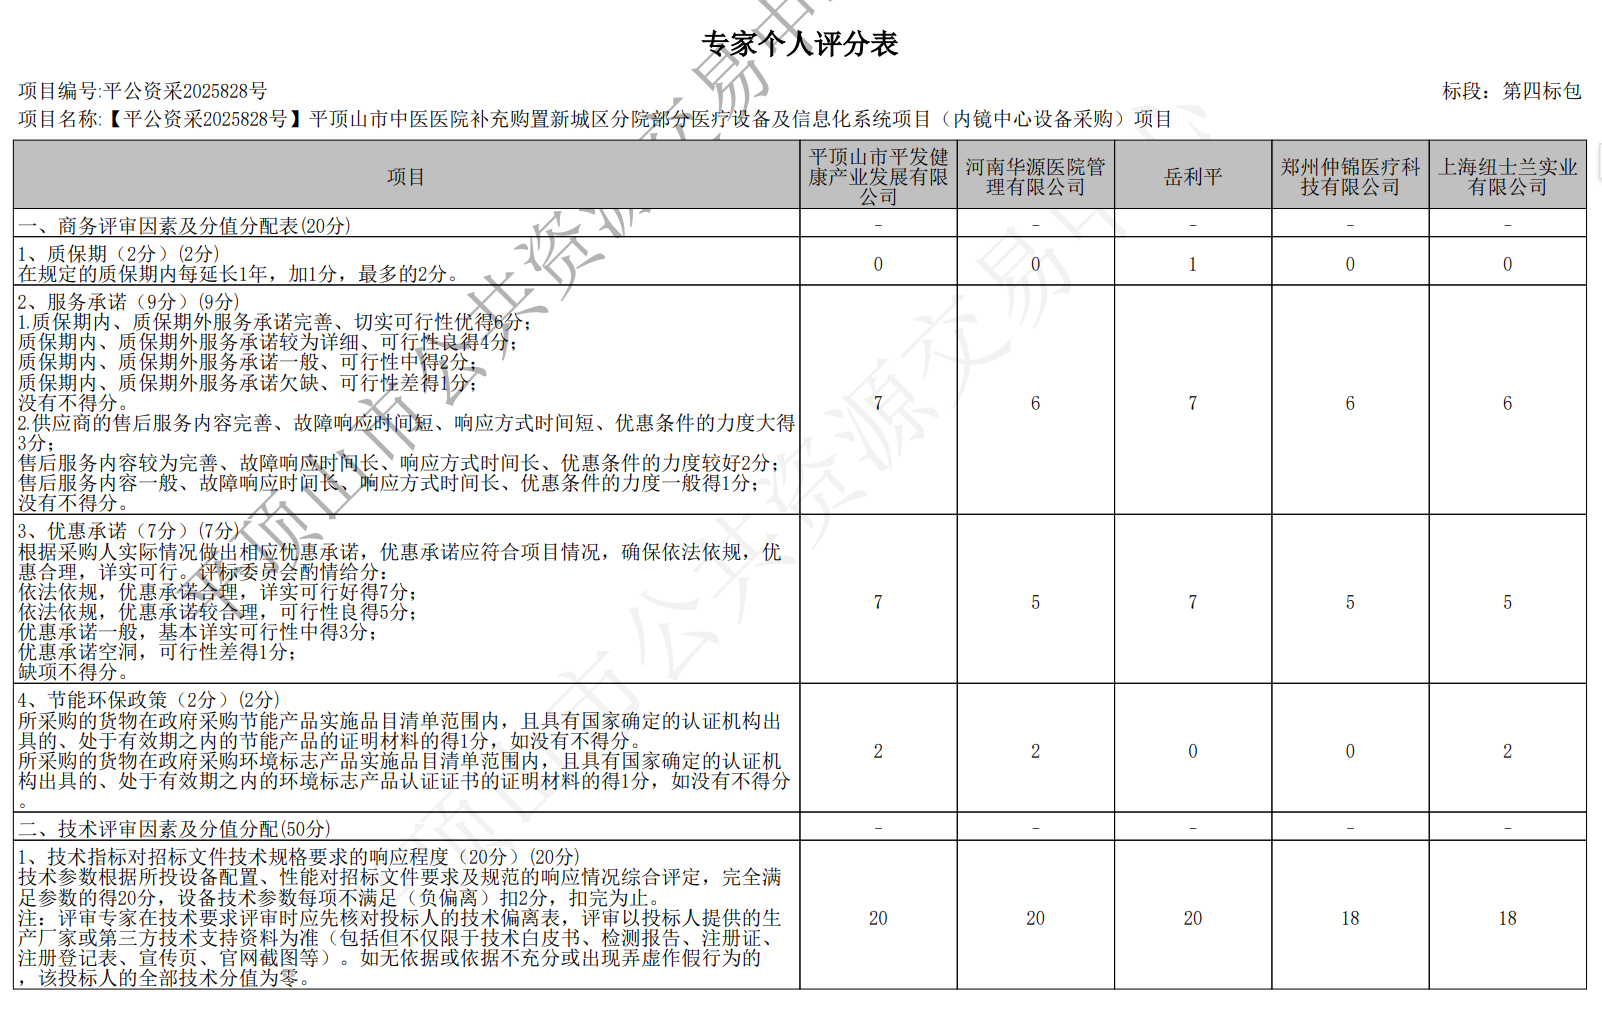 专家个人评分表
项目编号:平公资采2025828号
标段：第四标包
项目名称:【平公资采2025828号】平顶山市中医医院补充购置新城区分院部分医疗设备及信息化系统项目（内镜中心设备采购）项目
项目
平顶山市平发健
康产业发展有限
公司
河南华源医院管
理有限公司
岳利平
郑州仲锦医疗科
技有限公司
上海纽士兰实业
有限公司
一、商务评审因素及分值分配表(20分)
- - - - -
1、质保期（2分）(2分)
在规定的质保期内每延长1年，加1分，最多的2分。
0 0 1 0 0
2、服务承诺（9分）(9分)
1.质保期内、质保期外服务承诺完善、切实可行性优得6分；
质保期内、质保期外服务承诺较为详细、可行性良得4分；
质保期内、质保期外服务承诺一般、可行性中得2分；
质保期内、质保期外服务承诺欠缺、可行性差得1分；
没有不得分。
2.供应商的售后服务内容完善、故障响应时间短、响应方式时间短、优惠条件的力度大得
3分；
售后服务内容较为完善、故障响应时间长、响应方式时间长、优惠条件的力度较好2分；
售后服务内容一般、故障响应时间长、响应方式时间长、优惠条件的力度一般得1分；
没有不得分。
7 6 7 6 6
3、优惠承诺（7分）(7分)
根据采购人实际情况做出相应优惠承诺，优惠承诺应符合项目情况，确保依法依规，优
惠合理，详实可行。评标委员会酌情给分：
依法依规，优惠承诺合理，详实可行好得7分；
依法依规，优惠承诺较合理，可行性良得5分；
优惠承诺一般，基本详实可行性中得3分；
优惠承诺空洞，可行性差得1分；
缺项不得分。
7 5 7 5 5
4、节能环保政策（2分）(2分)
所采购的货物在政府采购节能产品实施品目清单范围内，且具有国家确定的认证机构出
具的、处于有效期之内的节能产品的证明材料的得1分，如没有不得分。
所采购的货物在政府采购环境标志产品实施品目清单范围内，且具有国家确定的认证机
构出具的、处于有效期之内的环境标志产品认证证书的证明材料的得1分，如没有不得分
。
2 2 0 0 2
二、技术评审因素及分值分配(50分)
- - - - -
1、技术指标对招标文件技术规格要求的响应程度（20分）(20分)
技术参数根据所投设备配置、性能对招标文件要求及规范的响应情况综合评定，完全满
足参数的得20分，设备技术参数每项不满足（负偏离）扣2分，扣完为止。
注：评审专家在技术要求评审时应先核对投标人的技术偏离表，评审以投标人提供的生
产厂家或第三方技术支持资料为准（包括但不仅限于技术白皮书、检测报告、注册证、
注册登记表、宣传页、官网截图等）。如无依据或依据不充分或出现弄虚作假行为的
，该投标人的全部技术分值为零。
20 20 20 18 18
平顶山市公共资源交易中
平顶山市公共资源交易中心